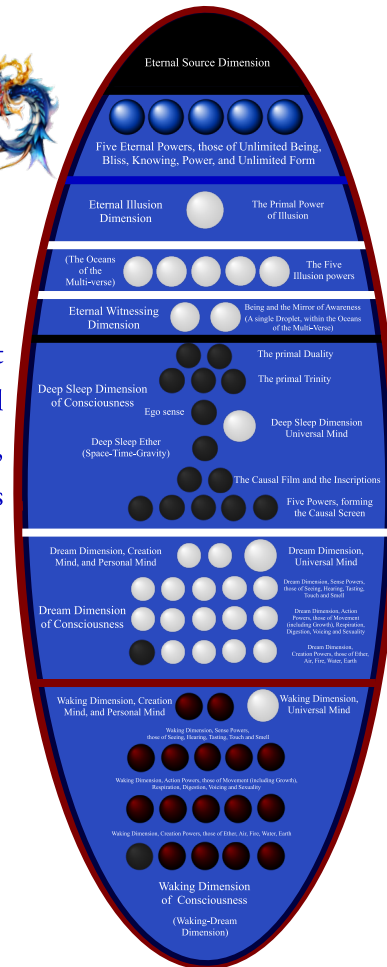 Eternal Source Dimension
Five Eternal Powers, those of Unlimited Being,
Bliss, Knowing, Power, and Unlimited Form
Eternal Illusion
Dimension
The Primal Power
of Illusion
(The Oceans
of the
Multi-verse)
The Five
Illusion powers
Eternal Witnessing
Dimension
Being and the Mirror of Awareness
(A single Droplet, within the Oceans
of the Multi-Verse)
The primal Duality
The primal Trinity
Deep Sleep Dimension
of Consciousness
Ego sense
Deep Sleep Dimension
Universal Mind
Deep Sleep Ether
(Space-Time-Gravity)
The Causal Film and the Inscriptions
Five Powers, forming
the Causal Screen
Dream Dimension, Creation
Mind, and Personal Mind
Dream Dimension,
Universal Mind
Dream Dimension, Sense Powers,
those of Seeing, Hearing, Tasting,
Touch and Smell
Dream Dimension
of Consciousness
Dream Dimension, Action
Powers, those of Movement
(including Growth), Respiration,
Digestion, Voicing and Sexuality
Dream Dimension,
Creation Powers, those of Ether,
Air, Fire, Water, Earth
Waking Dimension, Creation
Mind, and Personal Mind
Waking Dimension,
Universal Mind
Waking Dimension, Sense Powers,
those of Seeing, Hearing, Tasting, Touch and Smell
Waking Dimension, Action Powers, those of Movement (including Growth),
Respiration, Digestion, Voicing and Sexuality
Waking Dimension, Creation Powers, those of Ether, Air, Fire, Water, Earth
Waking Dimension
of Consciousness
(Waking-Dream
Dimension)